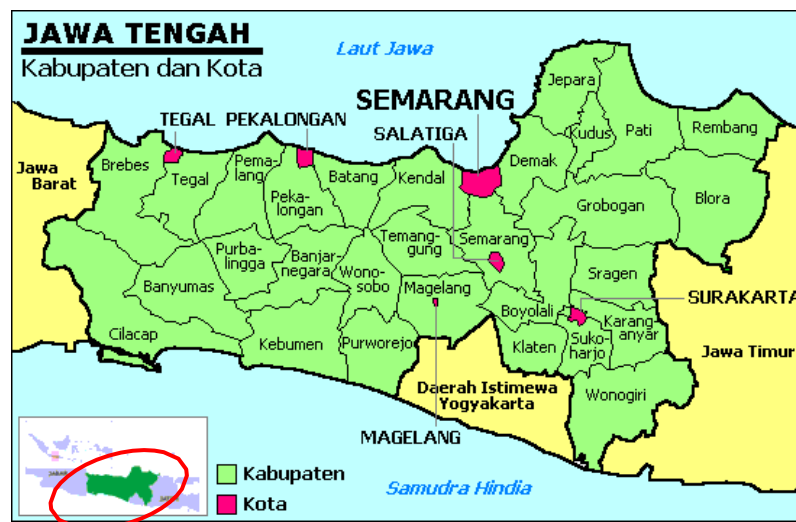 JAWA TENGAH
Kabupaten dan Kota
Laut Jawa
SEMARANG
TEGAL
PEKALONGAN
SALATIGA
Jepara
Kudus
Pati
Rembang
Demak
Jawa
Barat
Brebes
Tegal
Pema-
lang
Peka-
longan
Batang
Kendal
Grobogan
Blora
Temang-
gung
Semarang
Purba-
lingga
Banjar-
negara
Wono-
sobo
Banyumas
Magelang
Boyolali
Sragen
SURAKARTA
Karang-
anyar
Suko-
harjo
Klaten
Cilacap
Kebumen
Purworejo
Jawa Timur
Daerah Istimewa
Yogyakarta
Wonogiri
MAGELANG
Kabupaten
Kota
Samudra Hindia
JABAR